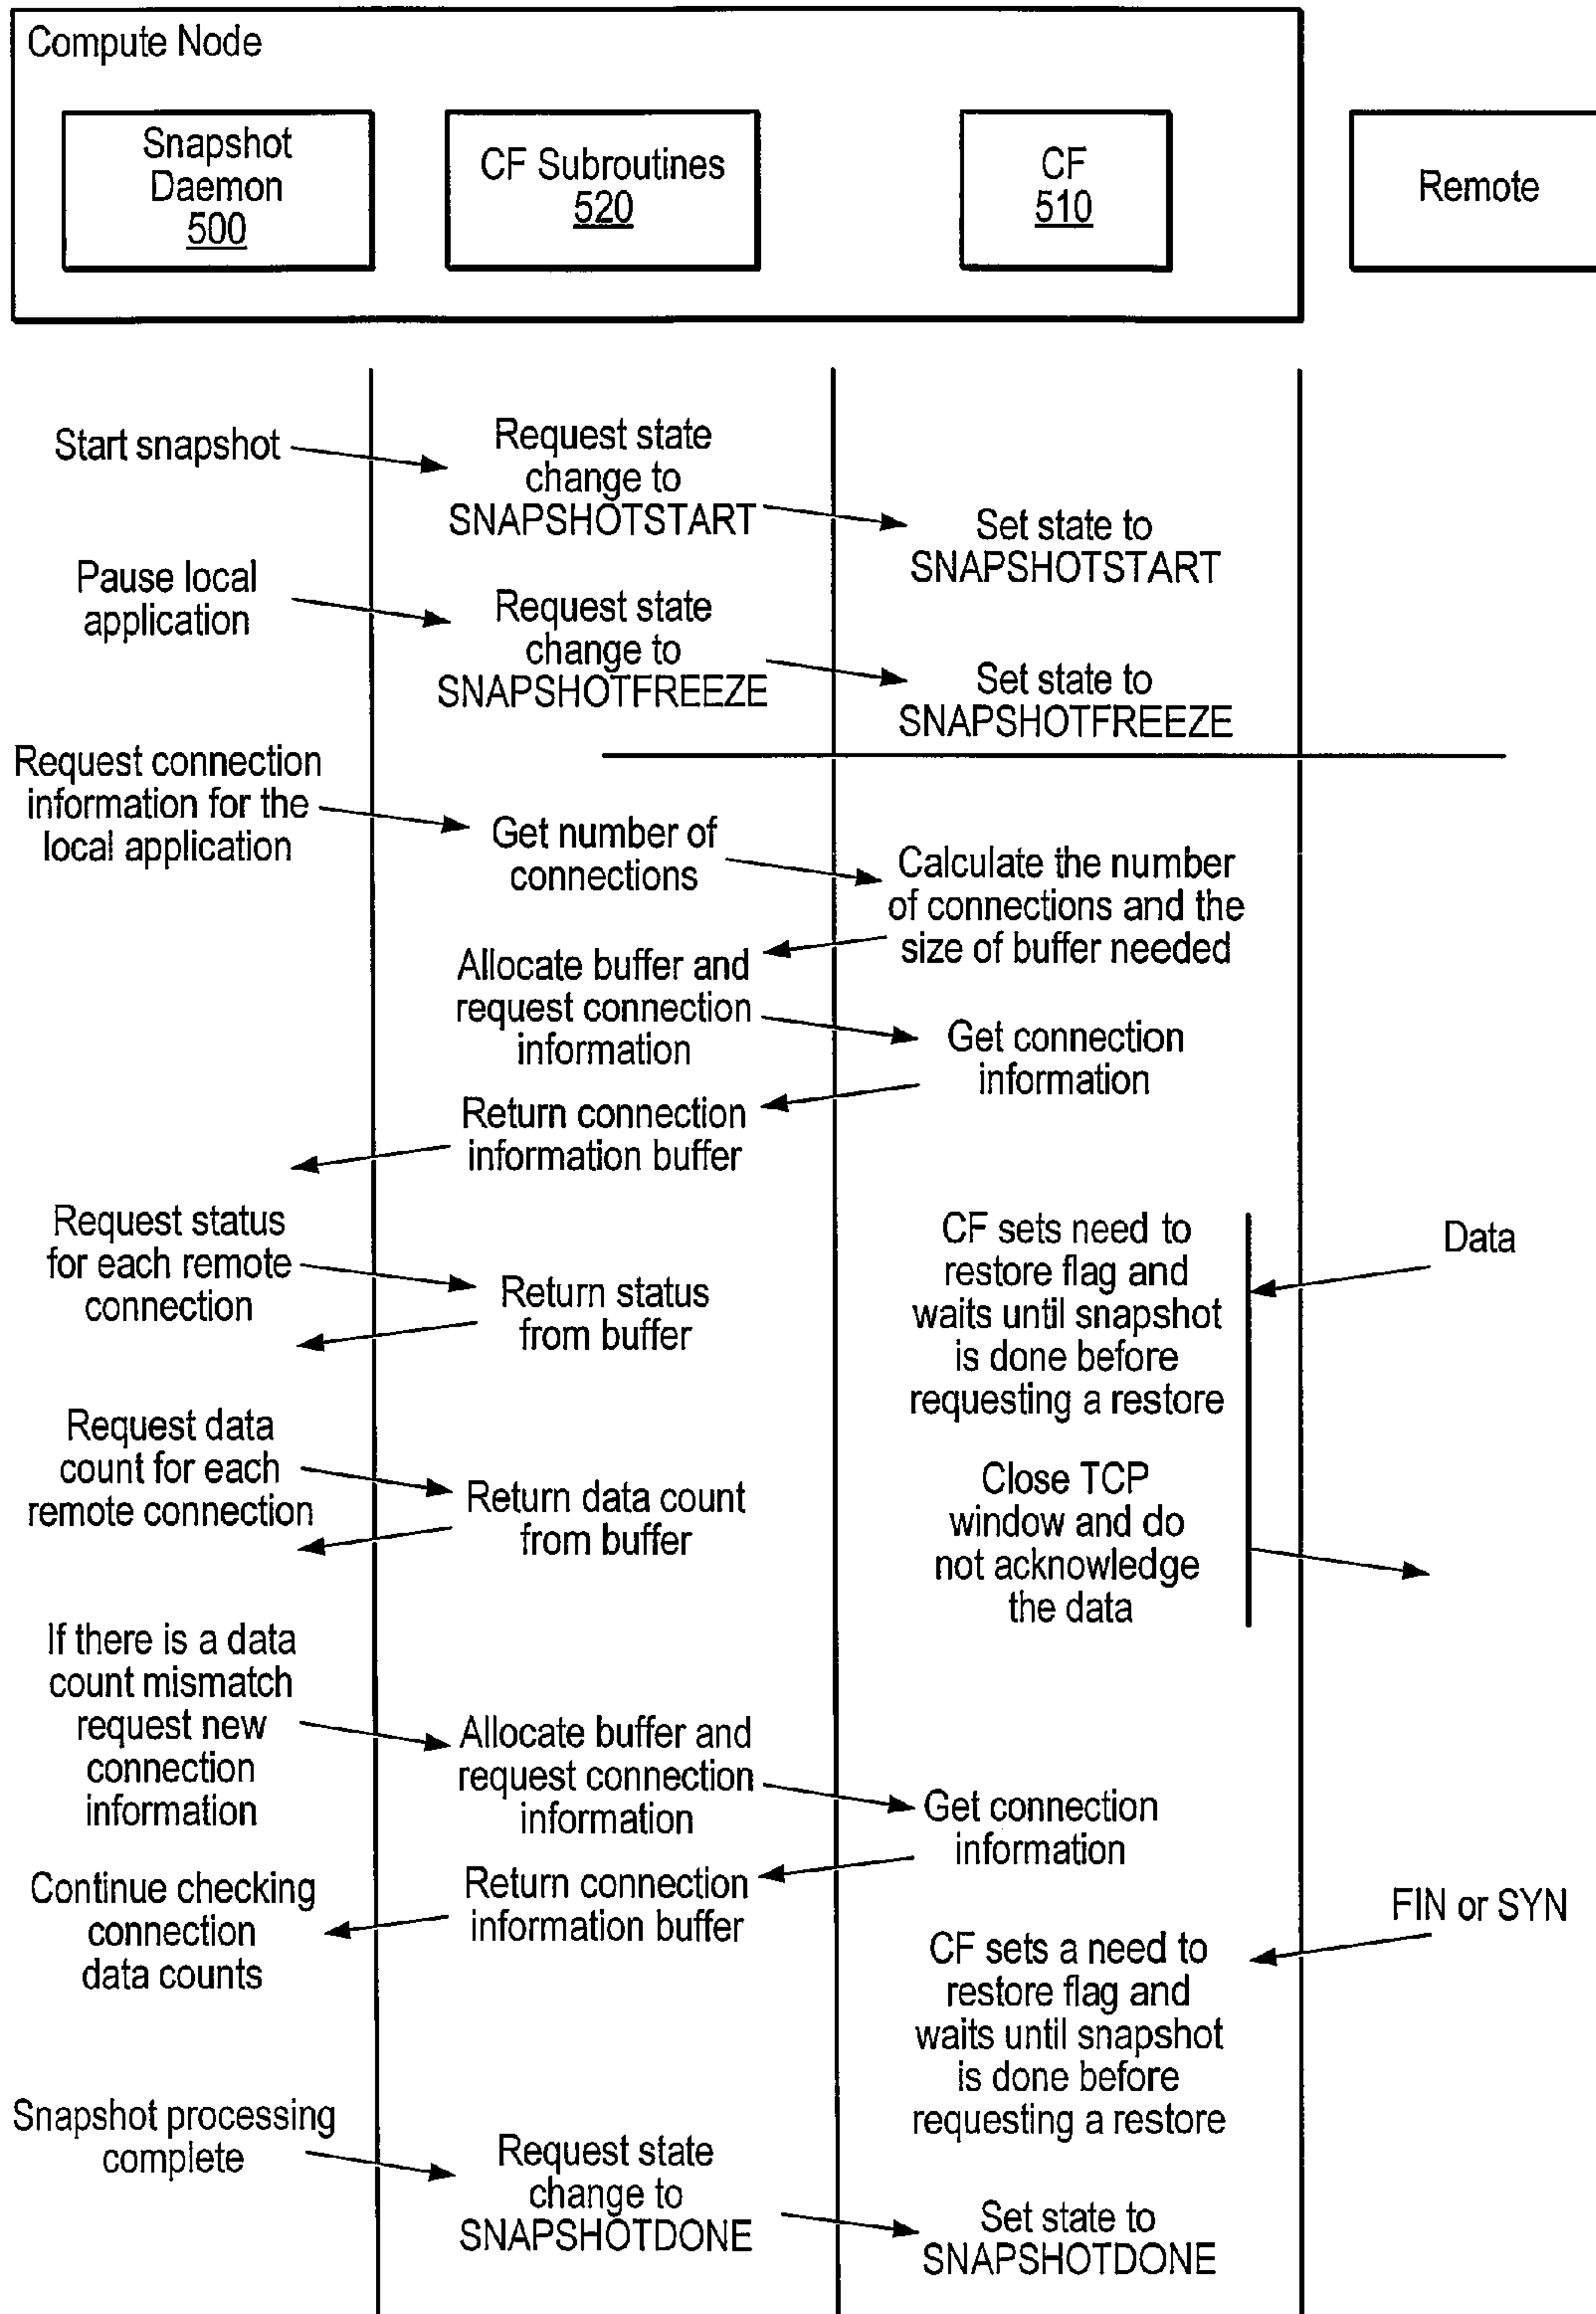 Compute Node
Snapshot
Daemon
500
CF Subroutines
520
CF
510
Remote
Start snapshot
Request state
change to
SNAPSHOTSTART
Set state to
SNAPSHOTSTART
Pause local
application
Request state
change to
SNAPSHOTFREEZE
Set state to
SNAPSHOTFREEZE
Request connection
information for the
local application
Get number of
connections
Calculate the number
of connections and the
size of buffer needed
Allocate buffer and
request connection
information
Get connection
information
Return connection
information buffer
Request status
for each remote
connection
Return status
from buffer
CF sets need to
restore flag and
waits until snapshot
is done before
requesting a restore
Data
Request data
count for each
remote connection
Return data count
from buffer
Close TCP
window and do
not acknowledge
the data
If there is a data
count mismatch
request new
connection
information
Allocate buffer and
request connection
information
Get connection
information
Return connection
information buffer
Continue checking
connection
data counts
FIN or SYN
CF sets a need to
restore flag and
waits until snapshot
is done before
requesting a restore
Snapshot processing
complete
Request state
change to
SNAPSHOTDONE
Set state to
SNAPSHOTDONE